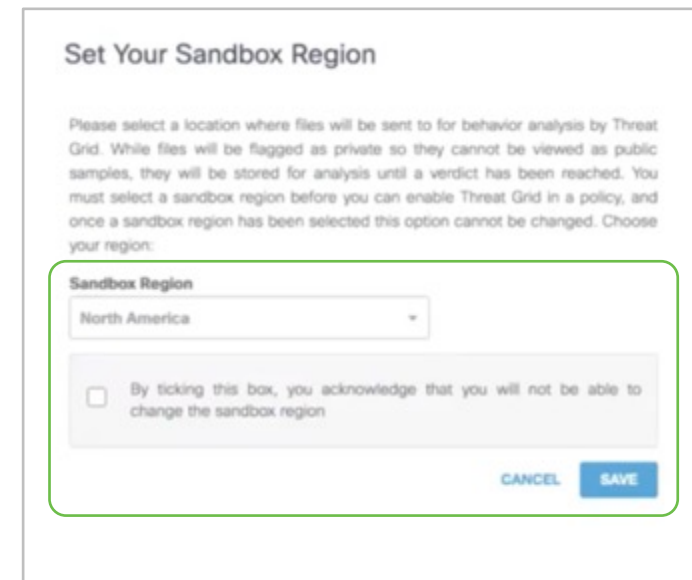 Set Your Sandbox Region
Please select a location where files will be sent to for behavior analysis by Threat
Grid. While files will be flagged as private so they cannot be viewed as public
samples, they will be stored for analysis until a verdict has been reached. You
must select a sandbox region before you can enable Threat Grid in a policy, and
once a sandbox region has been selected this option cannot be changed. Choose
your region:
Sandbox Region
North America
By ticking this box, you acknowledge that you will not be able to
change the sandbox region
CANCEL SAVE